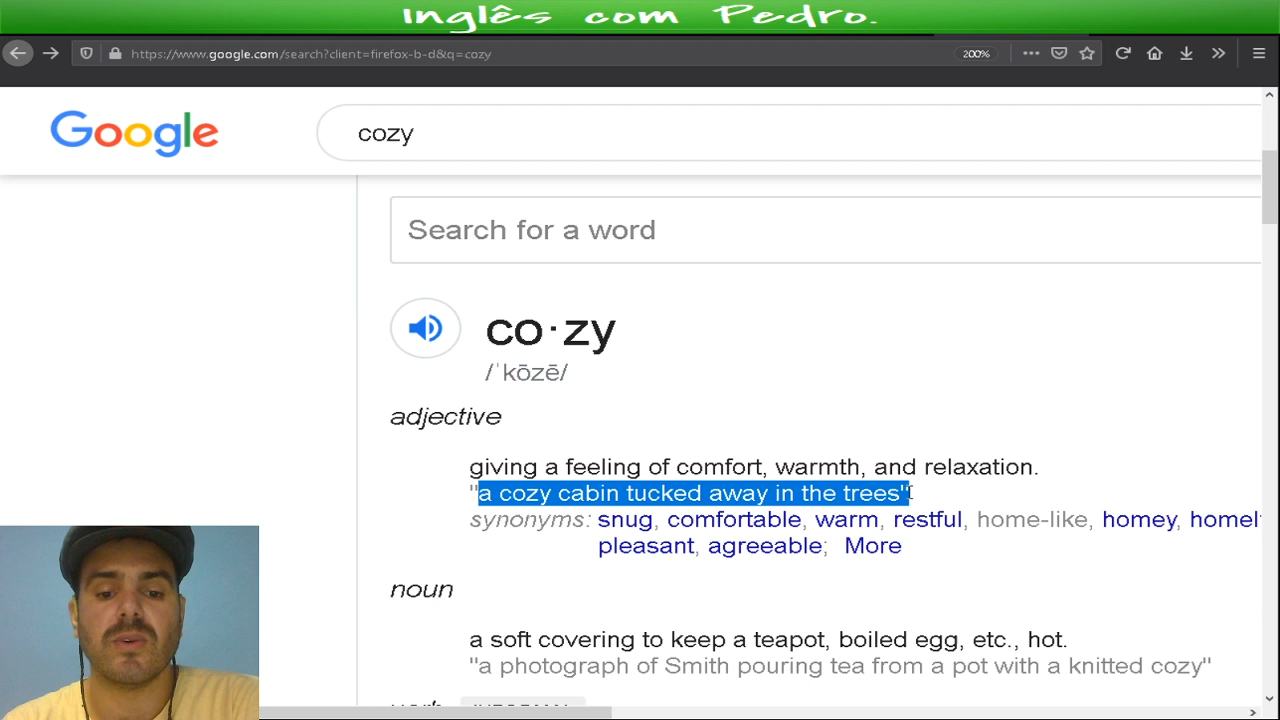 Inglês com Pedro.
https://www.google.com/search?client=firefox-b-d&q=cozy
200%
Google
cozy
Search for a word
co·zy
/ˈkōzē/
adjective
giving a feeling of comfort, warmth, and relaxation.
"a cozy cabin tucked away in the trees"
synonyms: snug, comfortable, warm, restful, home-like, homey,
pleasant, agreeable; More
noun
a soft covering to keep a teapot, boiled egg, etc., hot.
"a photograph of Smith pouring tea from a pot with a knitted cozy"